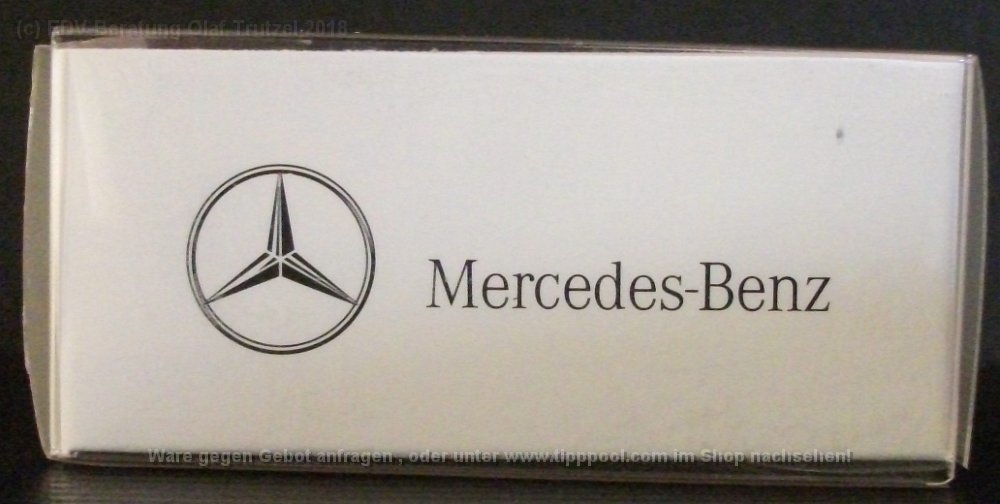 (c) EDV-Beratung Olaf Trutzel 2018
Mercedes-Benz
Ware gegen Gebot anfragen , oder unter www.tipppool.com im Shop nachsehen!